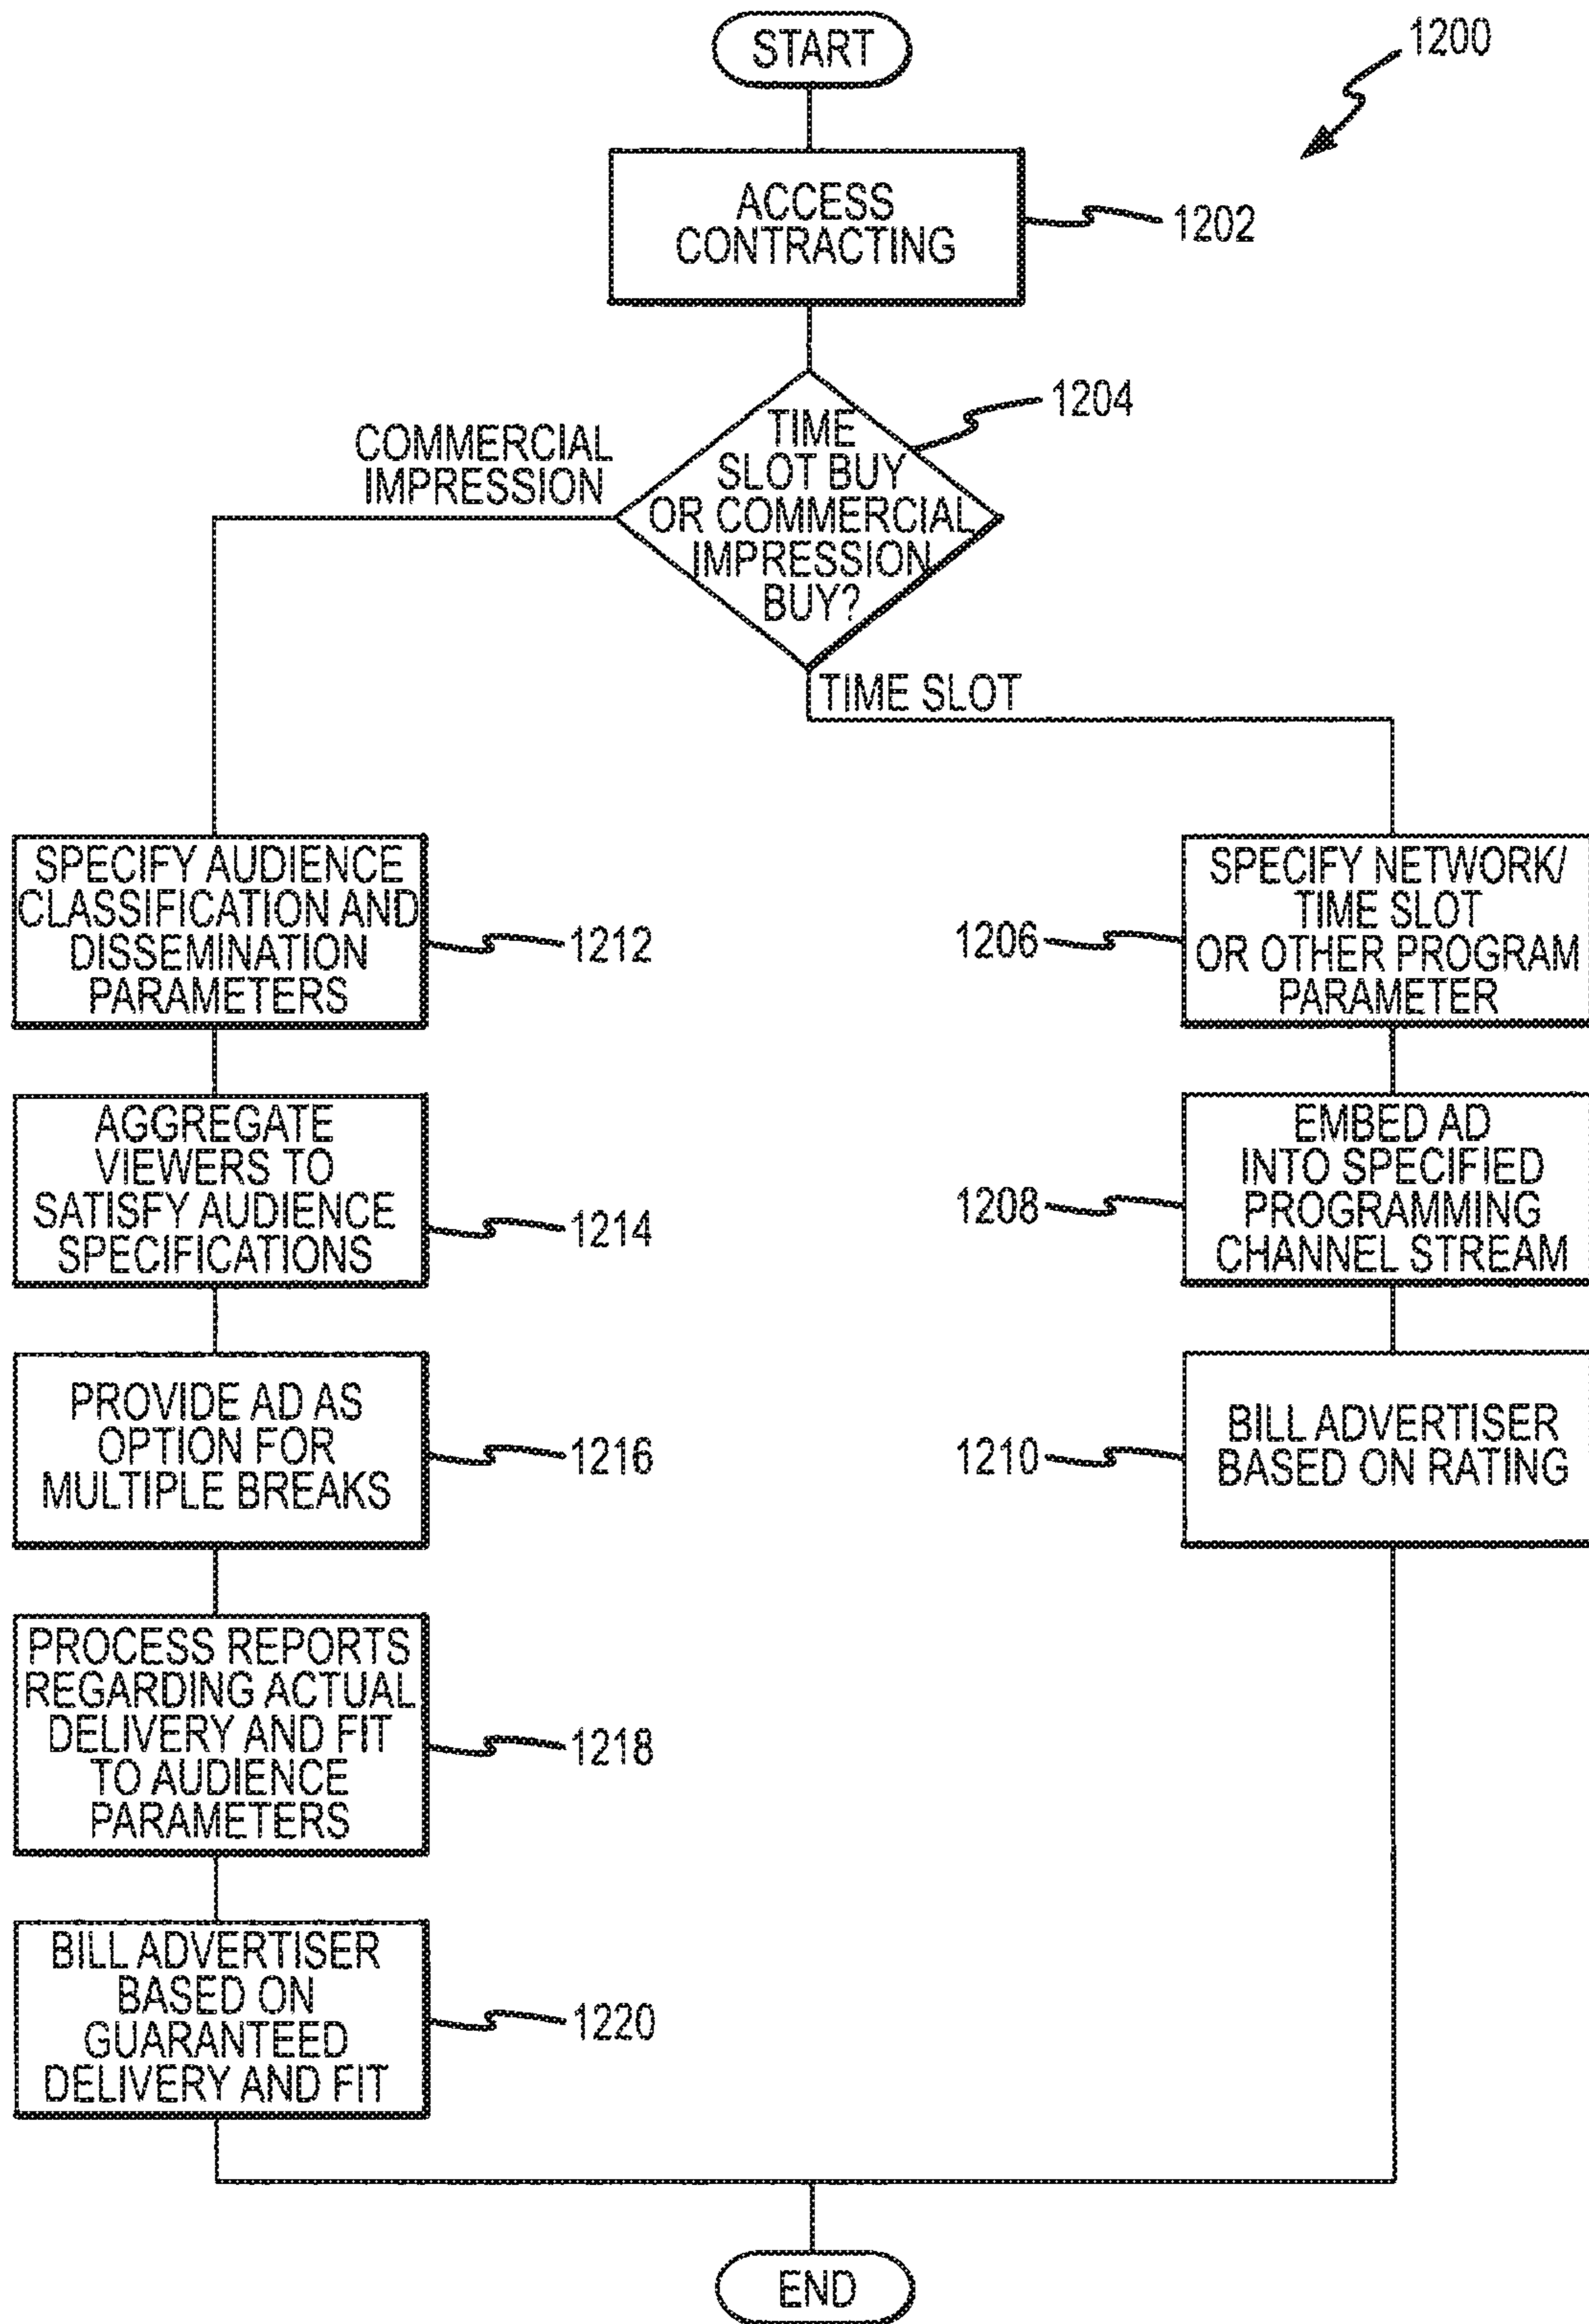 START
1200
ACCESS
CONTRACTING
1202
TIME
SLOT BUY
OR COMMERCIAL
IMPRESSION
BUY?
1204
COMMERCIAL
IMPRESSION
TIME SLOT
SPECIFY AUDIENCE
CLASSIFICATION AND
DISSEMINATION
PARAMETERS
1212
AGGREGATE
VIEWERS TO
SATISFY AUDIENCE
SPECIFICATIONS
1214
PROVIDE AD AS
OPTION FOR
MULTIPLE BREAKS
1216
PROCESS REPORTS
REGARDING ACTUAL
DELIVERY AND FIT
TO AUDIENCE
PARAMETERS
1218
BILL ADVERTISER
BASED ON
GUARANTEED
DELIVERY AND FIT
1220
SPECIFY NETWORK/
TIME SLOT
OR OTHER PROGRAM
PARAMETER
1206
EMBED AD
INTO SPECIFIED
PROGRAMMING
CHANNEL STREAM
1208
BILL ADVERTISER
BASED ON RATING
1210
END